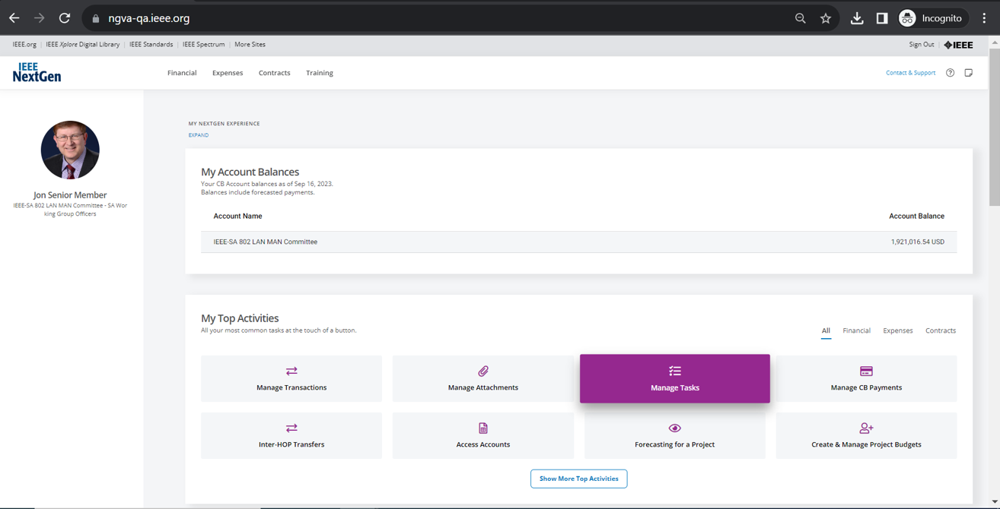 ngva-qa.ieee.org
Incognito
IEEE.org | IEEE Xplore Digital Library | IEEE Standards | IEEE Spectrum | More Sites
Sign Out | IEEE
IEEE
NextGen
Financial Expenses Contracts Training
Contact & Support
Jon Senior Member
IEEE-SA 802 LAN MAN Committee - SA Wor
king Group Officers
MY NEXTGEN EXPERIENCE
EXPAND
My Account Balances
Your CB Account balances as of Sep 16, 2023.
Balances include forecasted payments.
Account Name Account Balance
IEEE-SA 802 LAN MAN Committee 1,921,016.54 USD
My Top Activities
All your most common tasks at the touch of a button.
All Financial Expenses Contracts
Manage Transactions Manage Attachments Manage Tasks Manage CB Payments
Inter-HOP Transfers Access Accounts Forecasting for a Project Create & Manage Project Budgets
Show More Top Activities